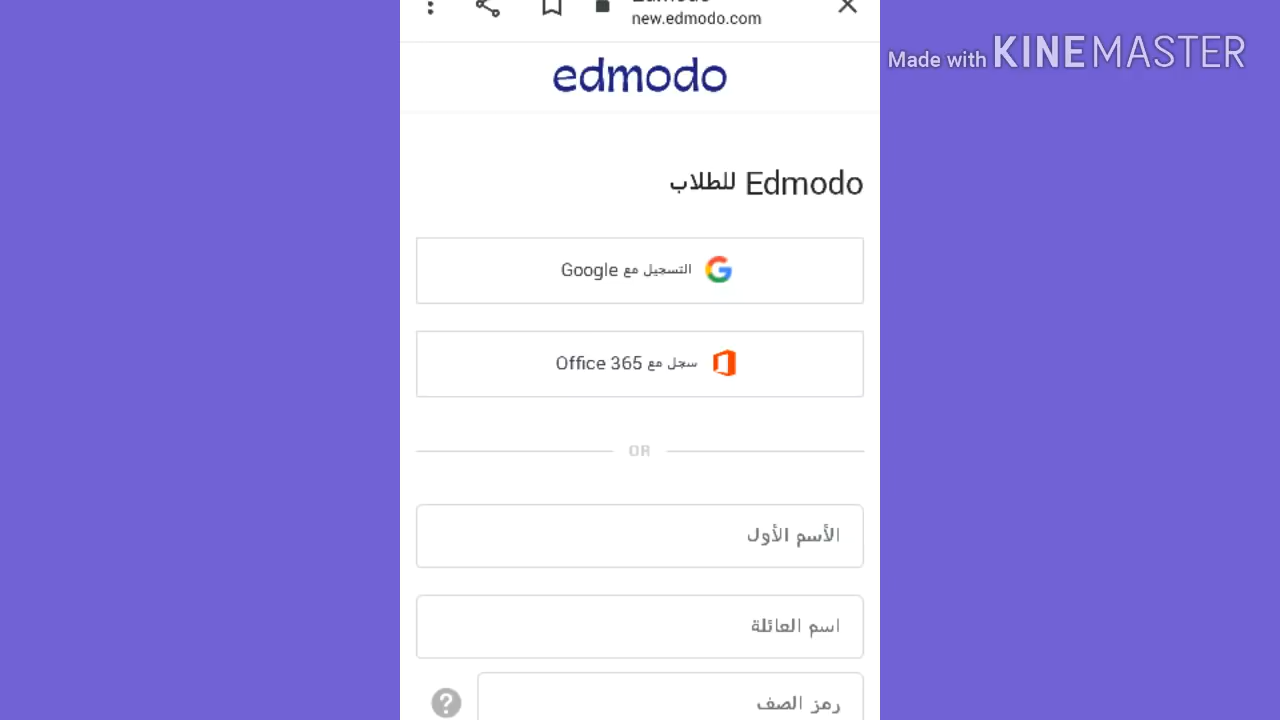 new.edmodo.com
Made with KINEMASTER
edmodo
Edmodo للطلاب
التسجيل مع Google
سجل مع Office 365
OR
الأسم الأول
اسم العائلة
رمز الصف
?